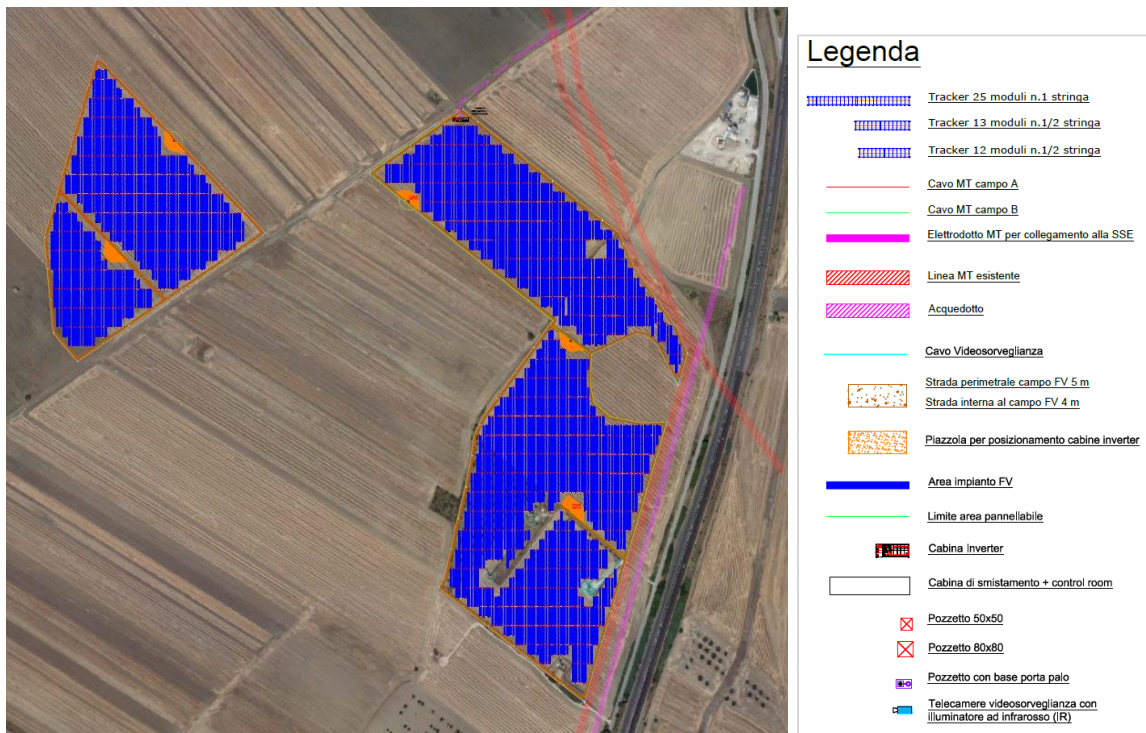 Legenda
Tracker 25 moduli n.1 stringa
Tracker 13 moduli n.1/2 stringa
Tracker 12 moduli n.1/2 stringa
Cavo MT campo A
Cavo MT campo B
Elettrodotto MT per collegamento alla SSE
Linea MT esistente
Acquedotto
Cavo Videosorveglianza
Strada perimetrale campo FV 5 m
Strada interna al campo FV 4 m
Piazzola per posizionamento cabine inverter
Area impianto FV
Limite area pannellabile
Cabina Inverter
Cabina di smistamento + control room
Pozzetto 50x50
Pozzetto 80x80
Pozzetto con base porta palo
Telecamere videosorveglianza con
illuminatore ad infrarosso (IR)